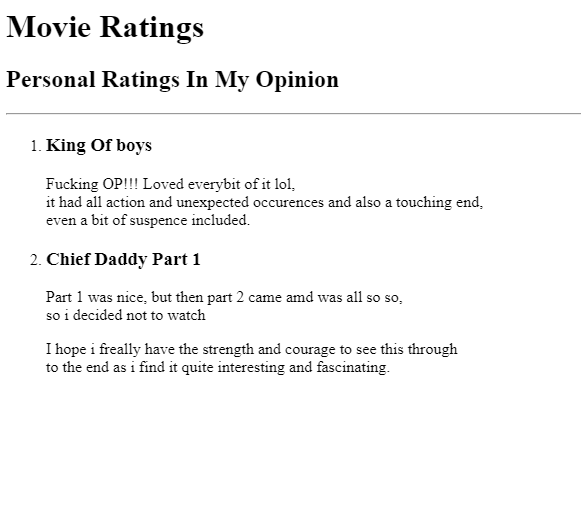 Movie Ratings
Personal Ratings In My Opinion
1. King Of boys
Fucking OP!!! Loved everybit of it lol,
it had all action and unexpected occurences and also a touching end,
even a bit of suspence included.
2. Chief Daddy Part 1
Part 1 was nice, but then part 2 came amd was all so so,
so i decided not to watch
I hope i freally have the strength and courage to see this through
to the end as i find it quite interesting and fascinating.